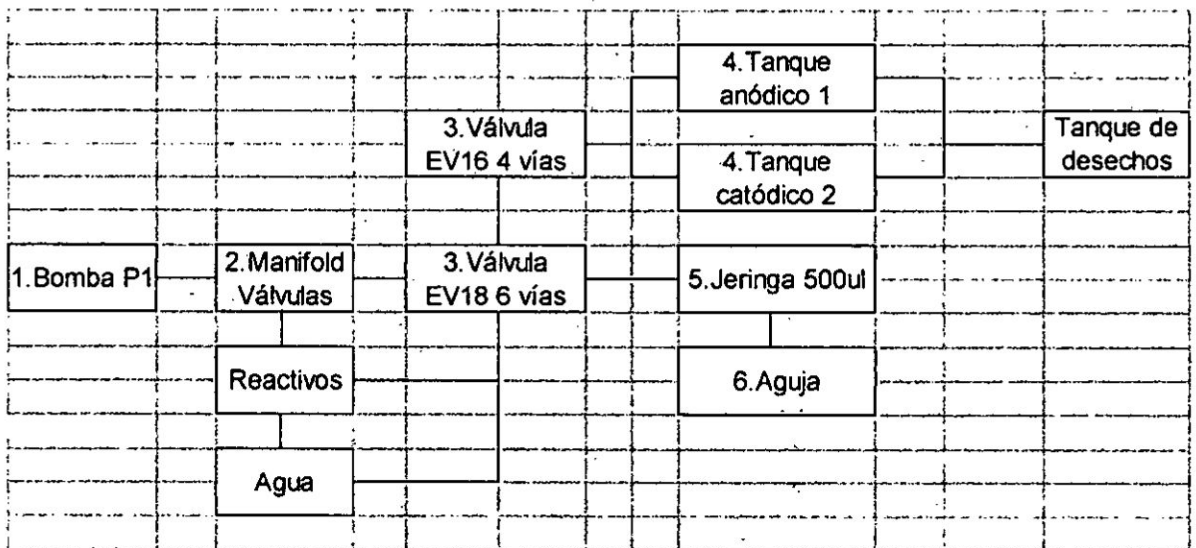 4.Tanque
anódico 1
3.Válvula
EV16 4 vías
Tanque de
desechos
4.Tanque
catódico 2
1.Bomba P1
2.Manifold
Válvulas
3.Válvula
EV18 6 vías
5.Jeringa 500ul
Reactivos
6.Aguja
Agua